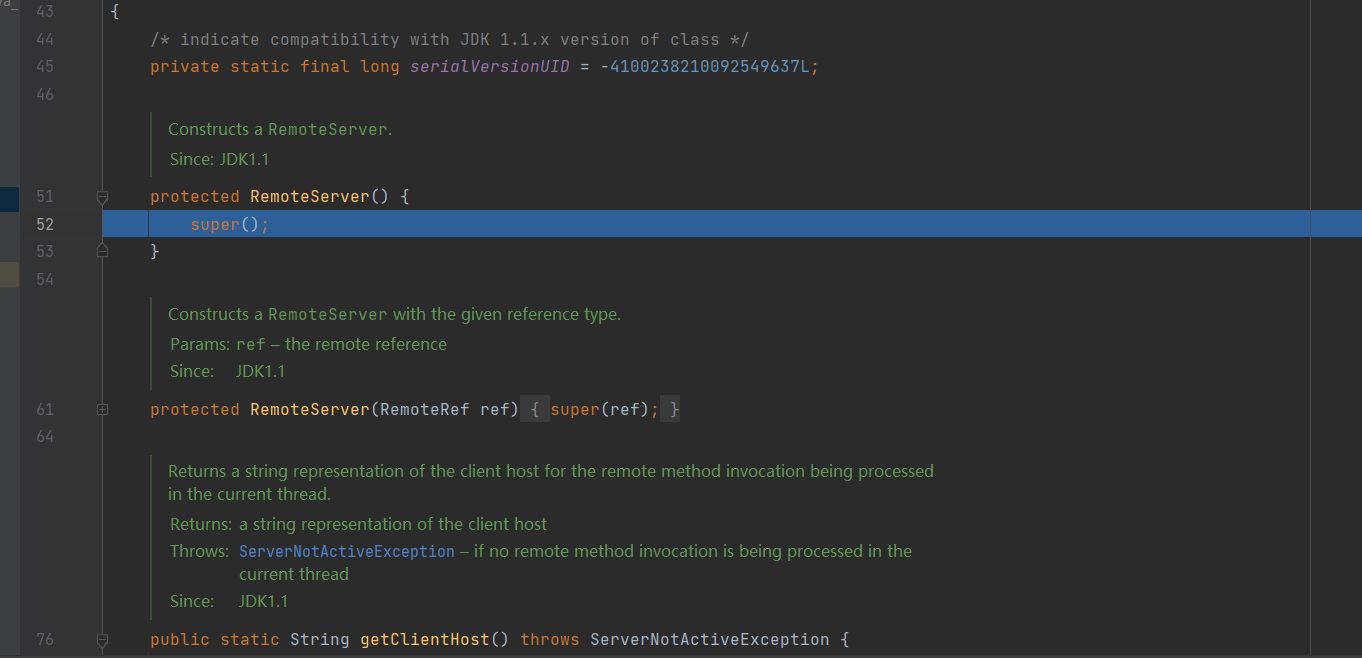 va_
43 {
44 /* indicate compatibility with JDK 1.1.x version of class */
45 private static final long serialVersionUID = -4100238210092549637L;
46
Constructs a RemoteServer.
Since: JDK1.1
51 protected RemoteServer() {
52 super();
53 }
54
Constructs a RemoteServer with the given reference type.
Params: ref – the remote reference
Since: JDK1.1
61 protected RemoteServer(RemoteRef ref) { super(ref); }
64
Returns a string representation of the client host for the remote method invocation being processed
in the current thread.
Returns: a string representation of the client host
Throws: ServerNotActiveException – if no remote method invocation is being processed in the
current thread
Since: JDK1.1
76 public static String getClientHost() throws ServerNotActiveException {